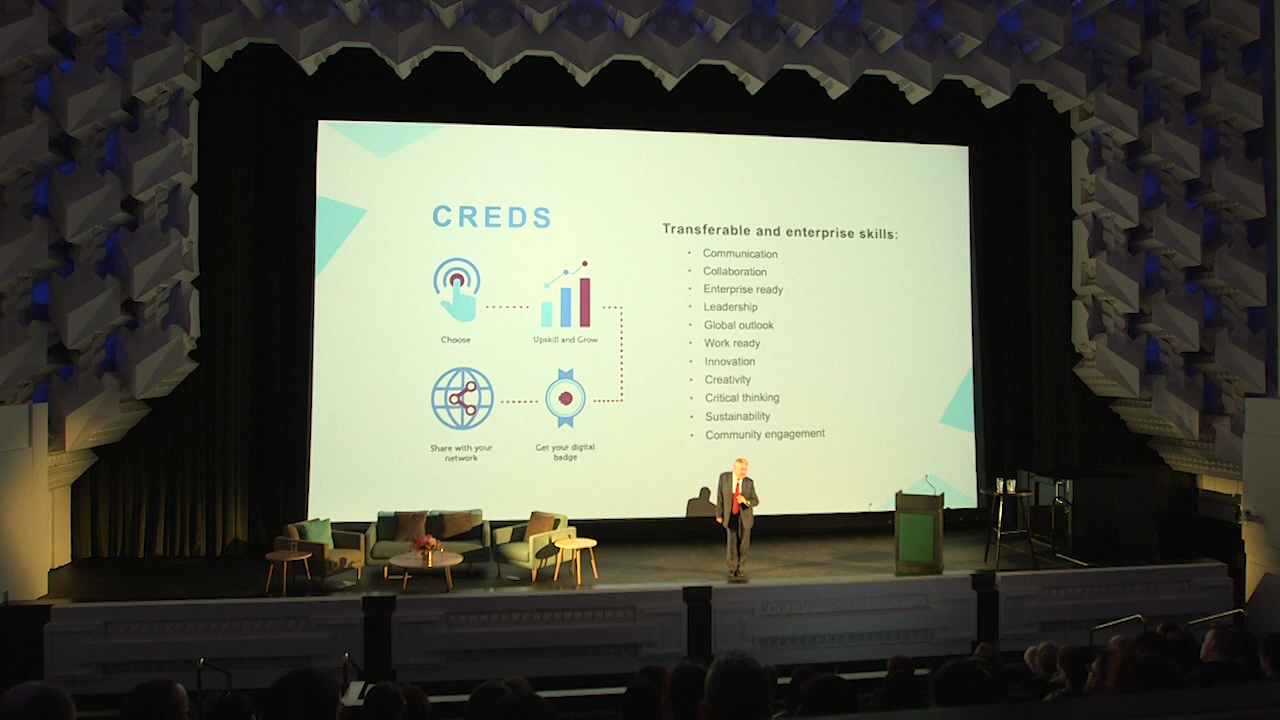 CREDS
Choose
Upskill and Grow
Share with your
network
Get your digital
badge
Transferable and enterprise skills:
• Communication
• Collaboration
• Enterprise ready
• Leadership
• Global outlook
• Work ready
• Innovation
• Creativity
• Critical thinking
• Sustainability
• Community engagement